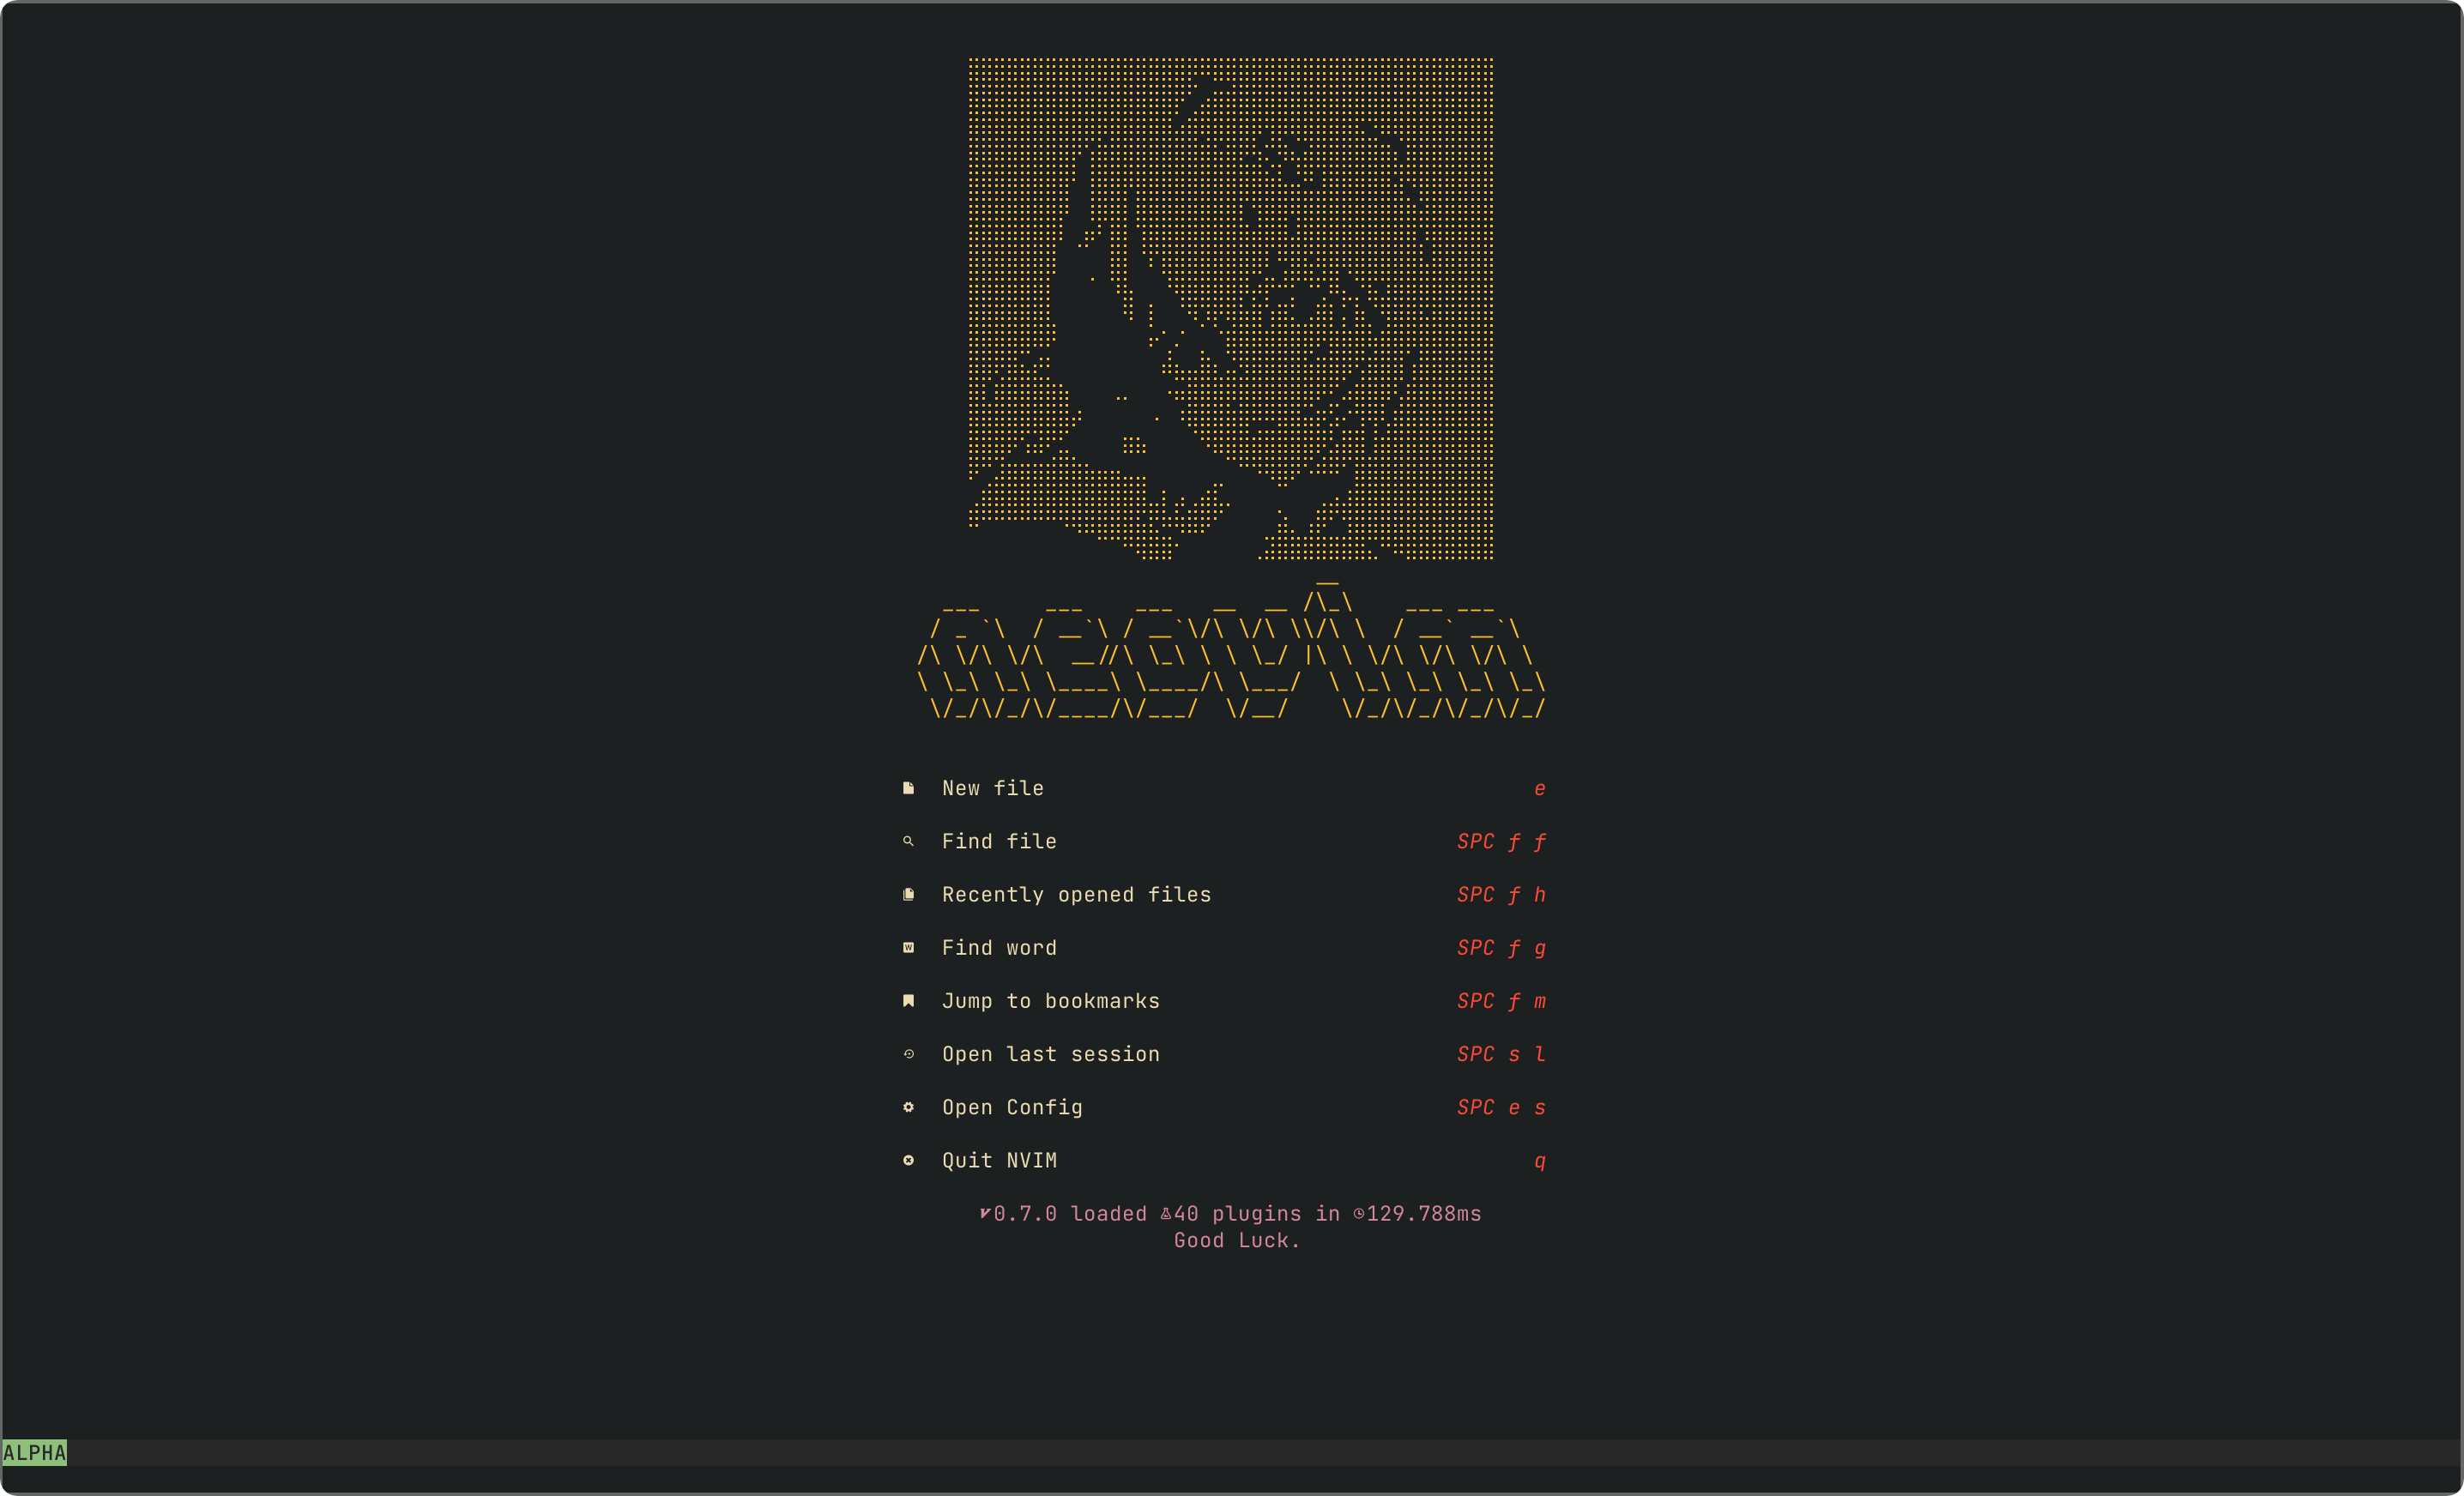 neovim
New file e
Find file SPC f f
Recently opened files SPC f h
Find word SPC f g
Jump to bookmarks SPC f m
Open last session SPC s l
Open Config SPC e s
Quit NVIM q
0.7.0 loaded 40 plugins in 129.788ms
Good Luck.
ALPHA